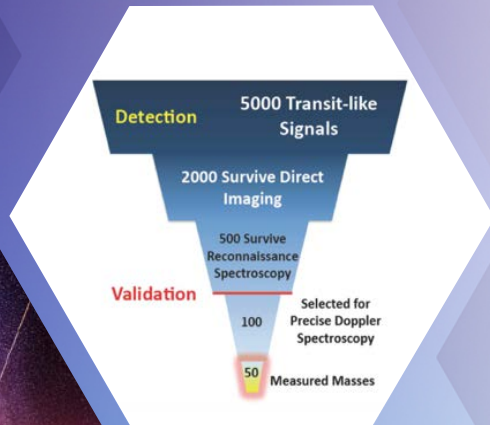 Detection
5000 Transit-like
Signals
2000 Survive Direct
Imaging
500 Survive
Reconnaissance
Spectroscopy
Validation
100
Selected for
Precise Doppler
Spectroscopy
50
Measured Masses